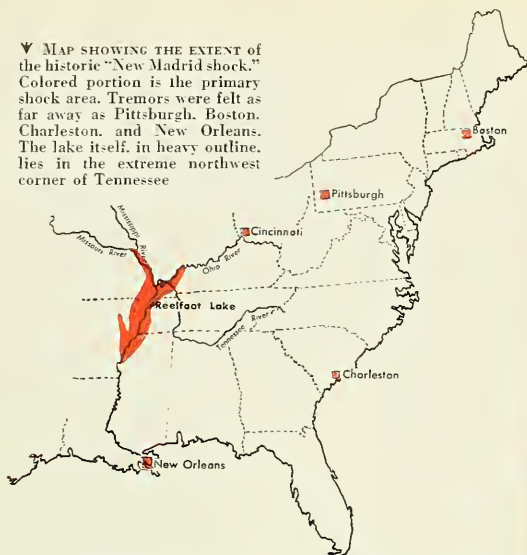 MAP SHOWING THE EXTENT of
the historic "New Madrid shock."
Colored portion is the primary
shock area. Tremors were felt as
far away as Pittsburgh, Boston.
Charleston. and New Orleans.
The lake itself. in heavy outline,
lies in the extreme northwest
corner of Tennessee
Boston
Pittsburgh
Mississippi River
Missouri River
Cincinnati
Ohio River
Reelfoot Lake
Tennessee River
Charleston
New Orleans